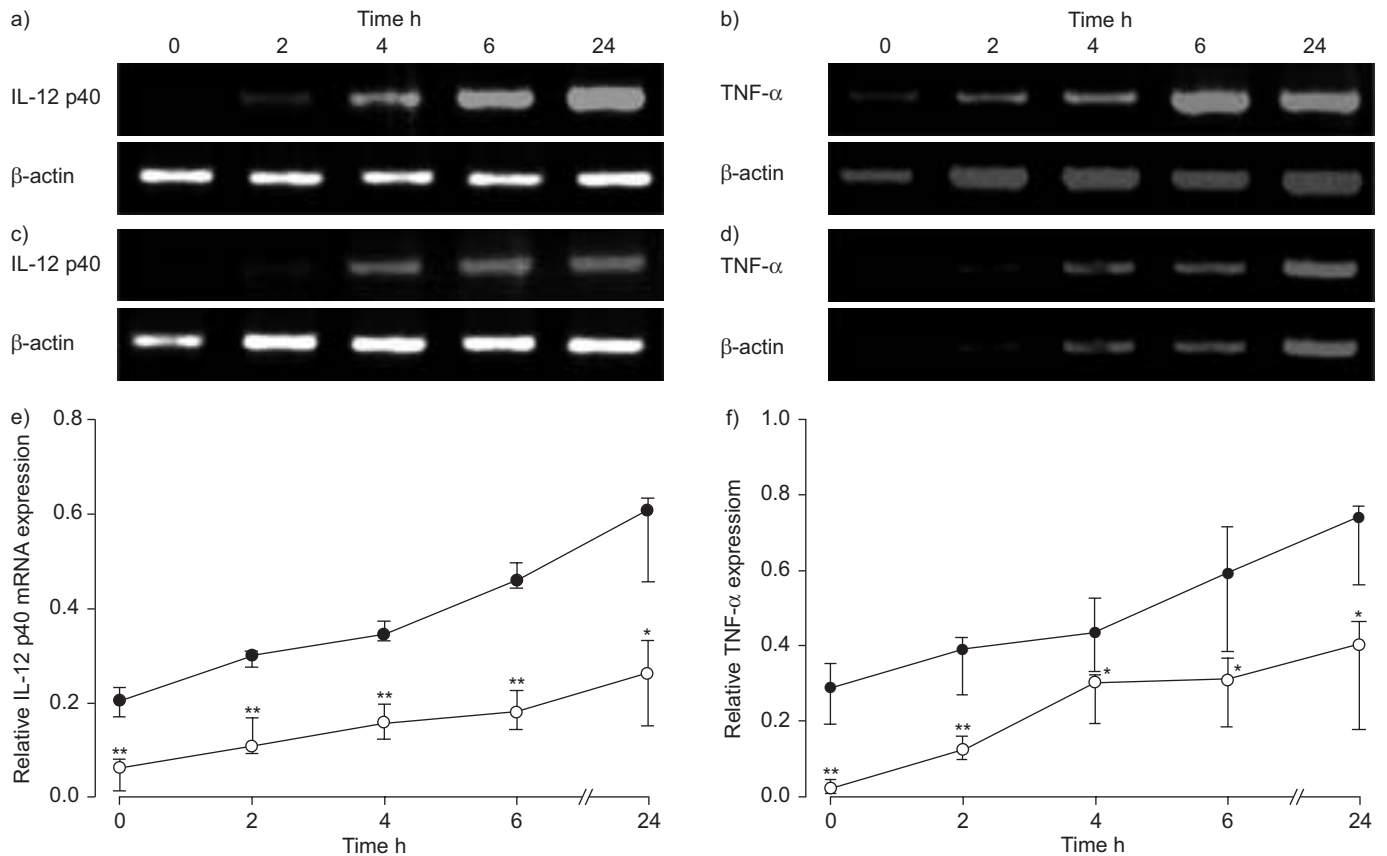 a)
Time h
0 2 4 6 24
IL-12 p40
β-actin
b)
Time h
0 2 4 6 24
TNF-α
β-actin
c)
IL-12 p40
β-actin
d)
TNF-α
β-actin
e)
Relative IL-12 p40 mRNA expression
0.8
0.6
0.4
0.2
0.0
**
**
**
**
*
0 2 4 6 24
Time h
f)
Relative TNF-α expressiom
1.0
0.8
0.6
0.4
0.2
0.0
**
**
*
*
*
0 2 4 6 24
Time h